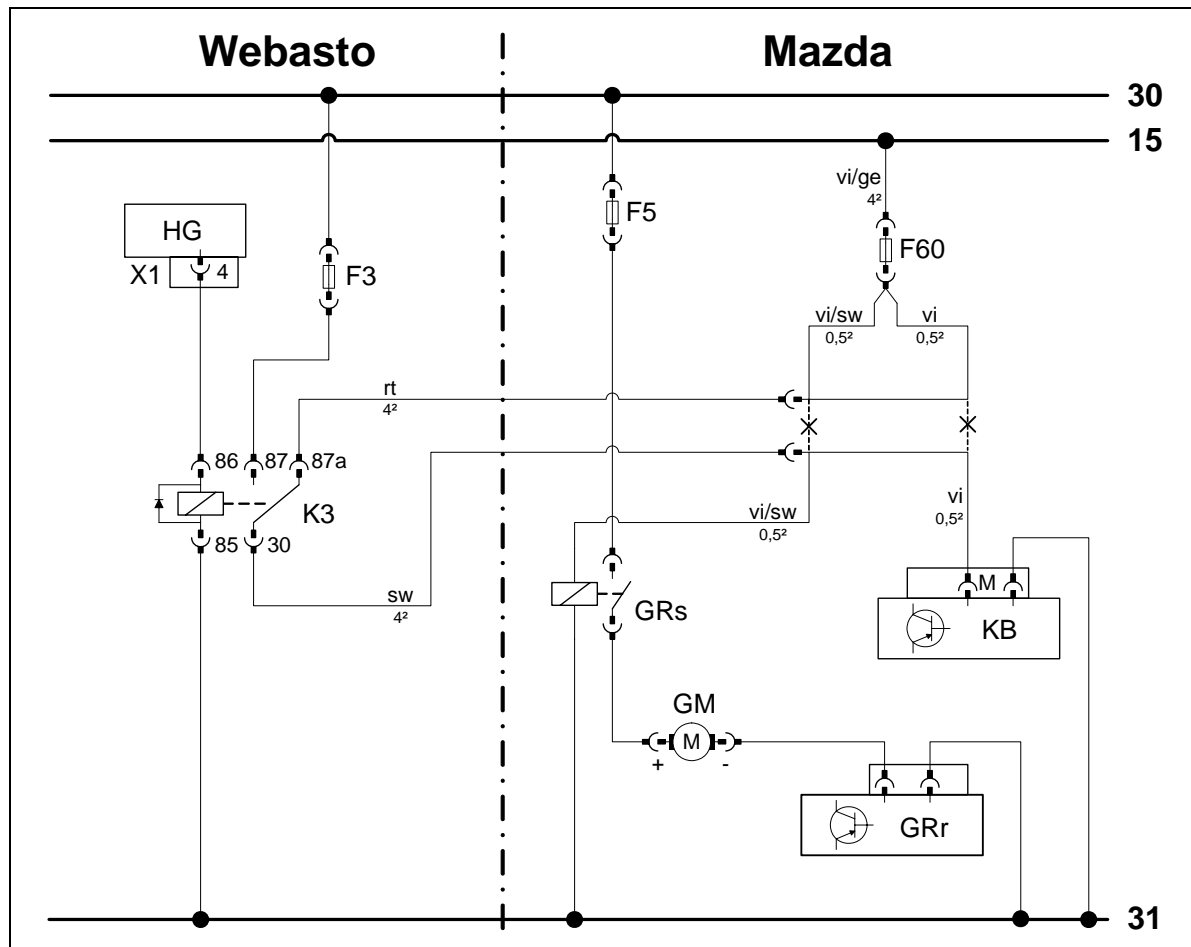 Webasto
Mazda
30
15
vi/ge
4²
HG
X1
4
F3
F5
F60
vi/sw
0,5²
vi
0,5²
rt
4²
86
87
87a
K3
85
30
vi/sw
0,5²
vi
0,5²
sw
4²
GRs
M
KB
GM
M
+
-
GRr
31